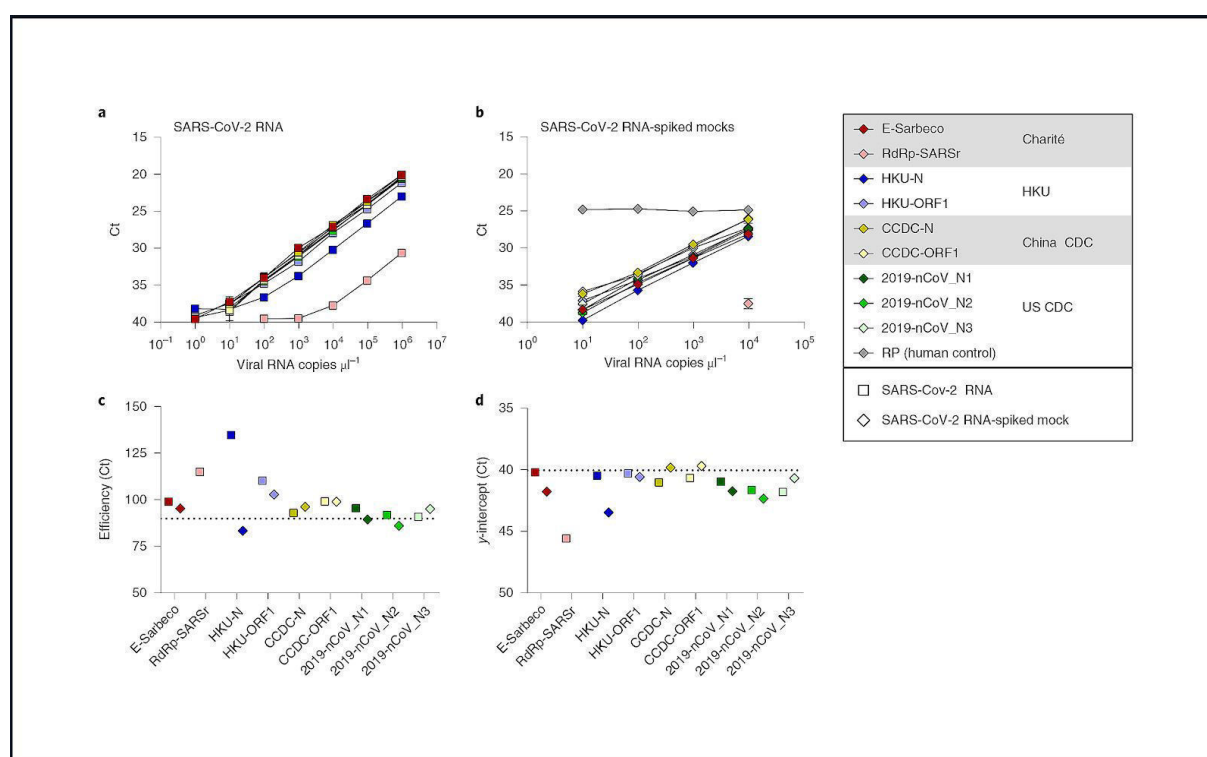 a
SARS-CoV-2 RNA
15
20
25
30
35
40
Ct
10⁻¹ 10⁰ 10¹ 10² 10³ 10⁴ 10⁵ 10⁶ 10⁷
Viral RNA copies µl⁻¹
b
SARS-CoV-2 RNA-spiked mocks
15
20
25
30
35
40
Ct
10⁰ 10¹ 10² 10³ 10⁴ 10⁵
Viral RNA copies µl⁻¹
E-Sarbeco
RdRp-SARSr
Charité
HKU-N
HKU-ORF1
HKU
CCDC-N
CCDC-ORF1
China CDC
2019-nCoV_N1
2019-nCoV_N2
2019-nCoV_N3
US CDC
RP (human control)
SARS-Cov-2 RNA
SARS-CoV-2 RNA-spiked mock
c
150
125
100
75
50
Efficiency (Ct)
E-Sarbeco
RdRp-SARSr
HKU-N
HKU-ORF1
CCDC-N
CCDC-ORF1
2019-nCoV_N1
2019-nCoV_N2
2019-nCoV_N3
d
35
40
45
50
y-intercept (Ct)
E-Sarbeco
RdRp-SARSr
HKU-N
HKU-ORF1
CCDC-N
CCDC-ORF1
2019-nCoV_N1
2019-nCoV_N2
2019-nCoV_N3